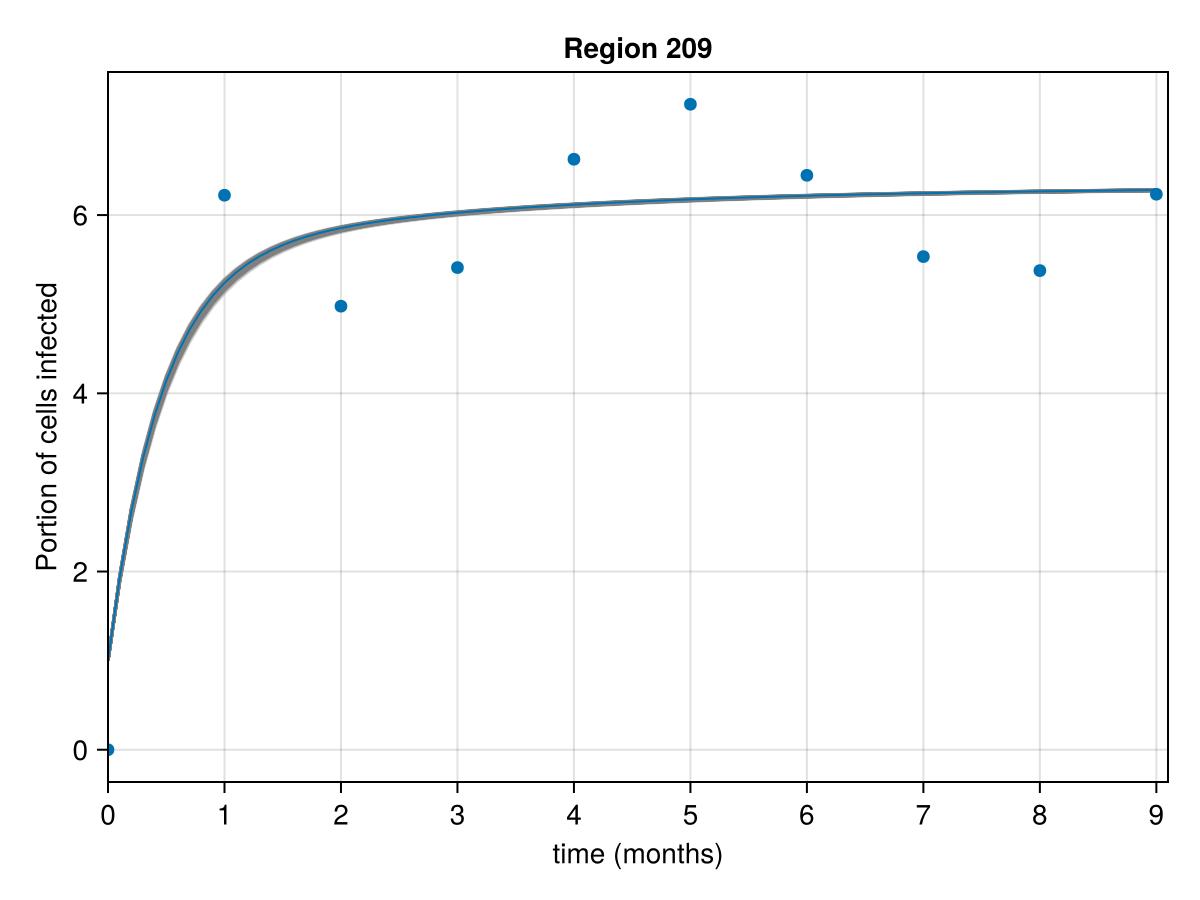 Region 209
Portion of cells infected
6
4
2
0
0 1 2 3 4 5 6 7 8 9
time (months)